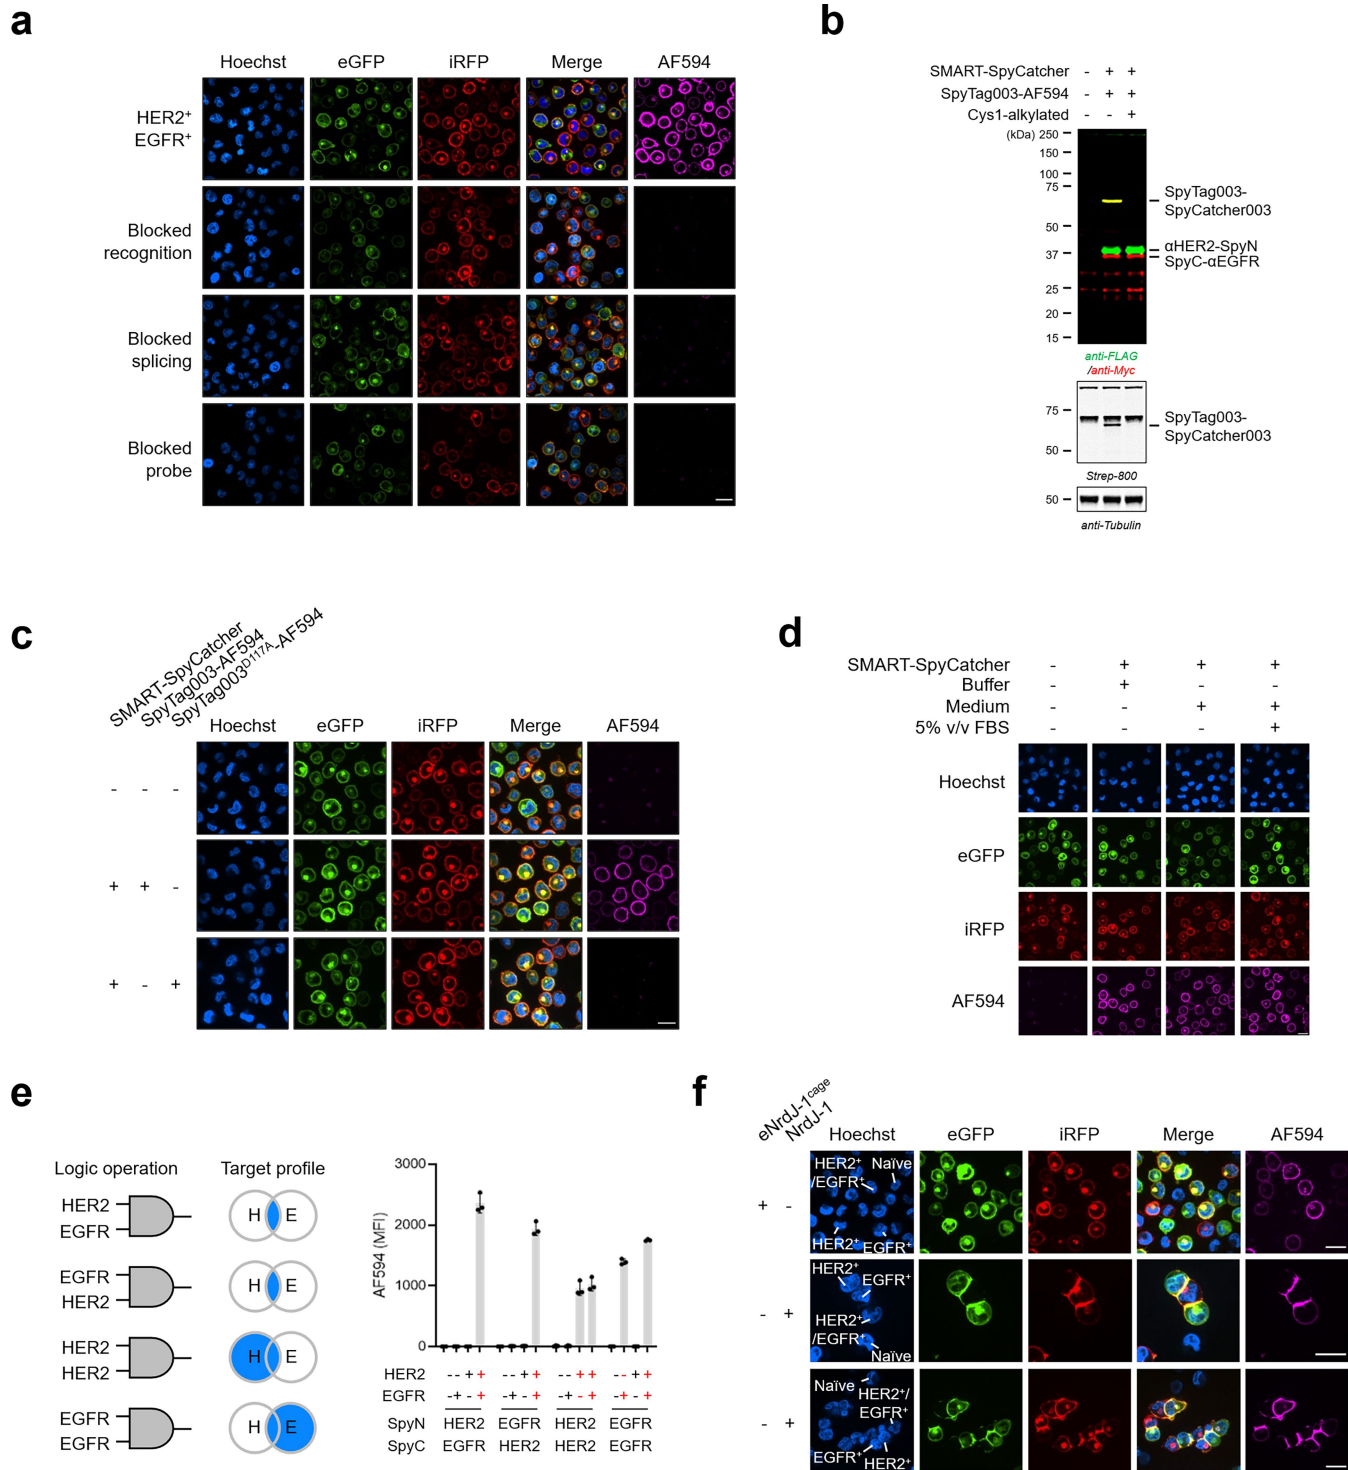 a
Hoechst eGFP iRFP Merge AF594
HER2⁺
EGFR⁺
Blocked
recognition
Blocked
splicing
Blocked
probe
b
SMART-SpyCatcher - + +
SpyTag003-AF594 - + +
Cys1-alkylated - - +
(kDa) 250
150
100
75
50
37
25
20
15
SpyTag003-
SpyCatcher003
αHER2-SpyN
SpyC-αEGFR
anti-FLAG
/anti-Myc
75
50
SpyTag003-
SpyCatcher003
Strep-800
50
anti-Tubulin
c
SMART-SpyCatcher
SpyTag003-AF594
SpyTag003ᴰ¹¹⁷ᴬ-AF594
Hoechst eGFP iRFP Merge AF594
- - -
+ + -
+ - +
d
SMART-SpyCatcher - + + +
Buffer - + - -
Medium - - + +
5% v/v FBS - - - +
Hoechst
eGFP
iRFP
AF594
e
Logic operation Target profile
HER2
EGFR
H E
EGFR
HER2
H E
HER2
HER2
H E
EGFR
EGFR
H E
AF594 (MFI)
3000
2000
1000
0
HER2 - - + + - - + + - - + + - - + +
EGFR - + - + - + - + - + - + - + - +
SpyN HER2 EGFR HER2 EGFR
SpyC EGFR HER2 HER2 EGFR
f
eNrdJ-1ᶜᵃᵍᵉ
NrdJ-1
Hoechst eGFP iRFP Merge AF594
+ -
HER2⁺
/EGFR⁺
Naïve
HER2⁺ EGFR⁺
- +
HER2⁺
EGFR⁺
HER2⁺
/EGFR⁺
Naïve
- +
Naïve
HER2⁺/
EGFR⁺
EGFR⁺
HER2⁺